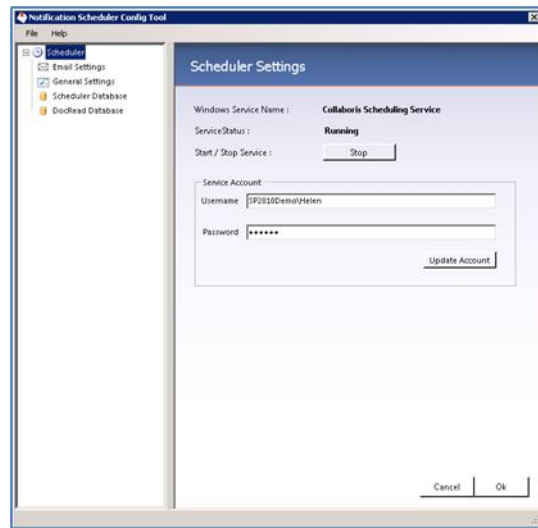 Notification Scheduler Config Tool
File Help
Scheduler
Email Settings
General Settings
Scheduler Database
DocRead Database
Scheduler Settings
Windows Service Name : Collaboris Scheduling Service
ServiceStatus : Running
Start / Stop Service : Stop
Service Account
Username SP2010Demo\Helen
Password ••••••
Update Account
Cancel Ok